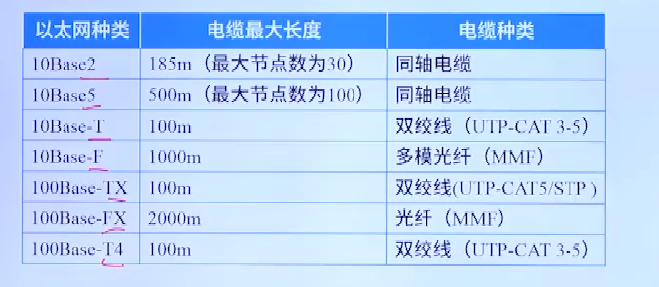 以太网种类 电缆最大长度 电缆种类
10Base2 185m（最大节点数为30） 同轴电缆
10Base5 500m（最大节点数为100） 同轴电缆
10Base-T 100m 双绞线（UTP-CAT 3-5）
10Base-F 1000m 多模光纤（MMF）
100Base-TX 100m 双绞线(UTP-CAT5/STP )
100Base-FX 2000m 光纤（MMF）
100Base-T4 100m 双绞线（UTP-CAT 3-5）